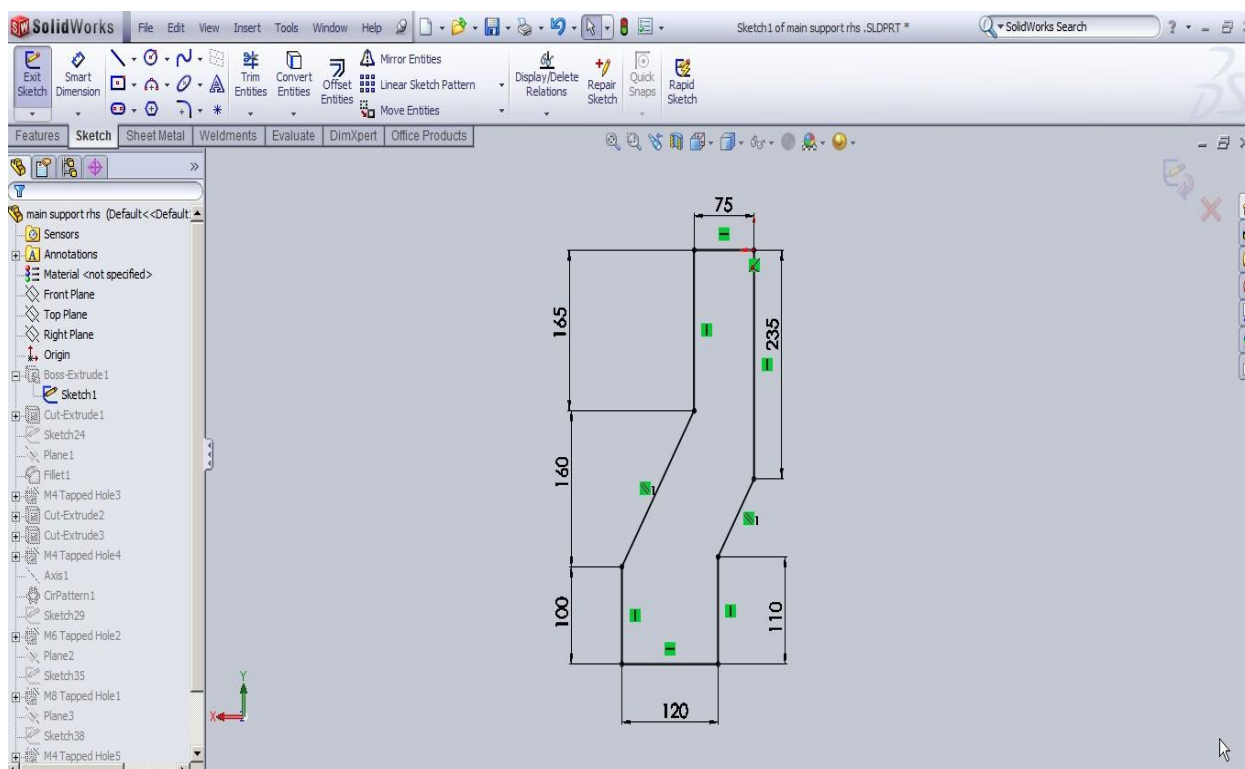 SolidWorks File Edit View Insert Tools Window Help Sketch1 of main support rhs .SLDPRT * SolidWorks Search ?
Exit Sketch
Smart Dimension
Trim Entities
Convert Entities
Offset Entities
Mirror Entities
Linear Sketch Pattern
Move Entities
Display/Delete Relations
Repair Sketch
Quick Snaps
Rapid Sketch
Features Sketch Sheet Metal Weldments Evaluate DimXpert Office Products
main support rhs (Default<<Default
Sensors
Annotations
Material <not specified>
Front Plane
Top Plane
Right Plane
Origin
Boss-Extrude1
Sketch1
Cut-Extrude1
Sketch24
Plane1
Fillet1
M4 Tapped Hole3
Cut-Extrude2
Cut-Extrude3
M4 Tapped Hole4
Axis1
CirPattern1
Sketch29
M6 Tapped Hole2
Plane2
Sketch35
M8 Tapped Hole1
Plane3
Sketch38
M4 Tapped Hole5
75
165
235
160
1
1
100
110
120
Y
X
Z